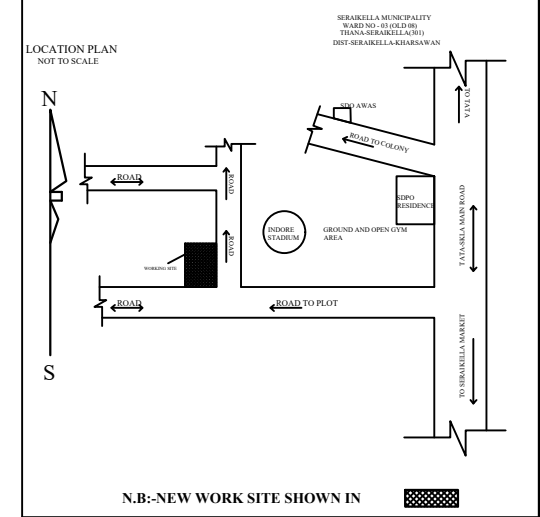 SERAIKELLA MUNICIPALITY
WARD NO - 03 (OLD 08)
THANA-SERAIKELLA(301)
DIST-SERAIKELLA-KHARSAWAN
LOCATION PLAN
NOT TO SCALE
N
TO TATA
SDO AWAS
ROAD TO COLONY
ROAD
ROAD
SDPO
RESIDENCE
TATA-SKLA MAIN ROAD
INDORE
STADIUM
GROUND AND OPEN GYM
AREA
ROAD
WORKING SITE
ROAD
ROAD TO PLOT
TO SERAIKELLA MARKET
S
N.B:-NEW WORK SITE SHOWN IN